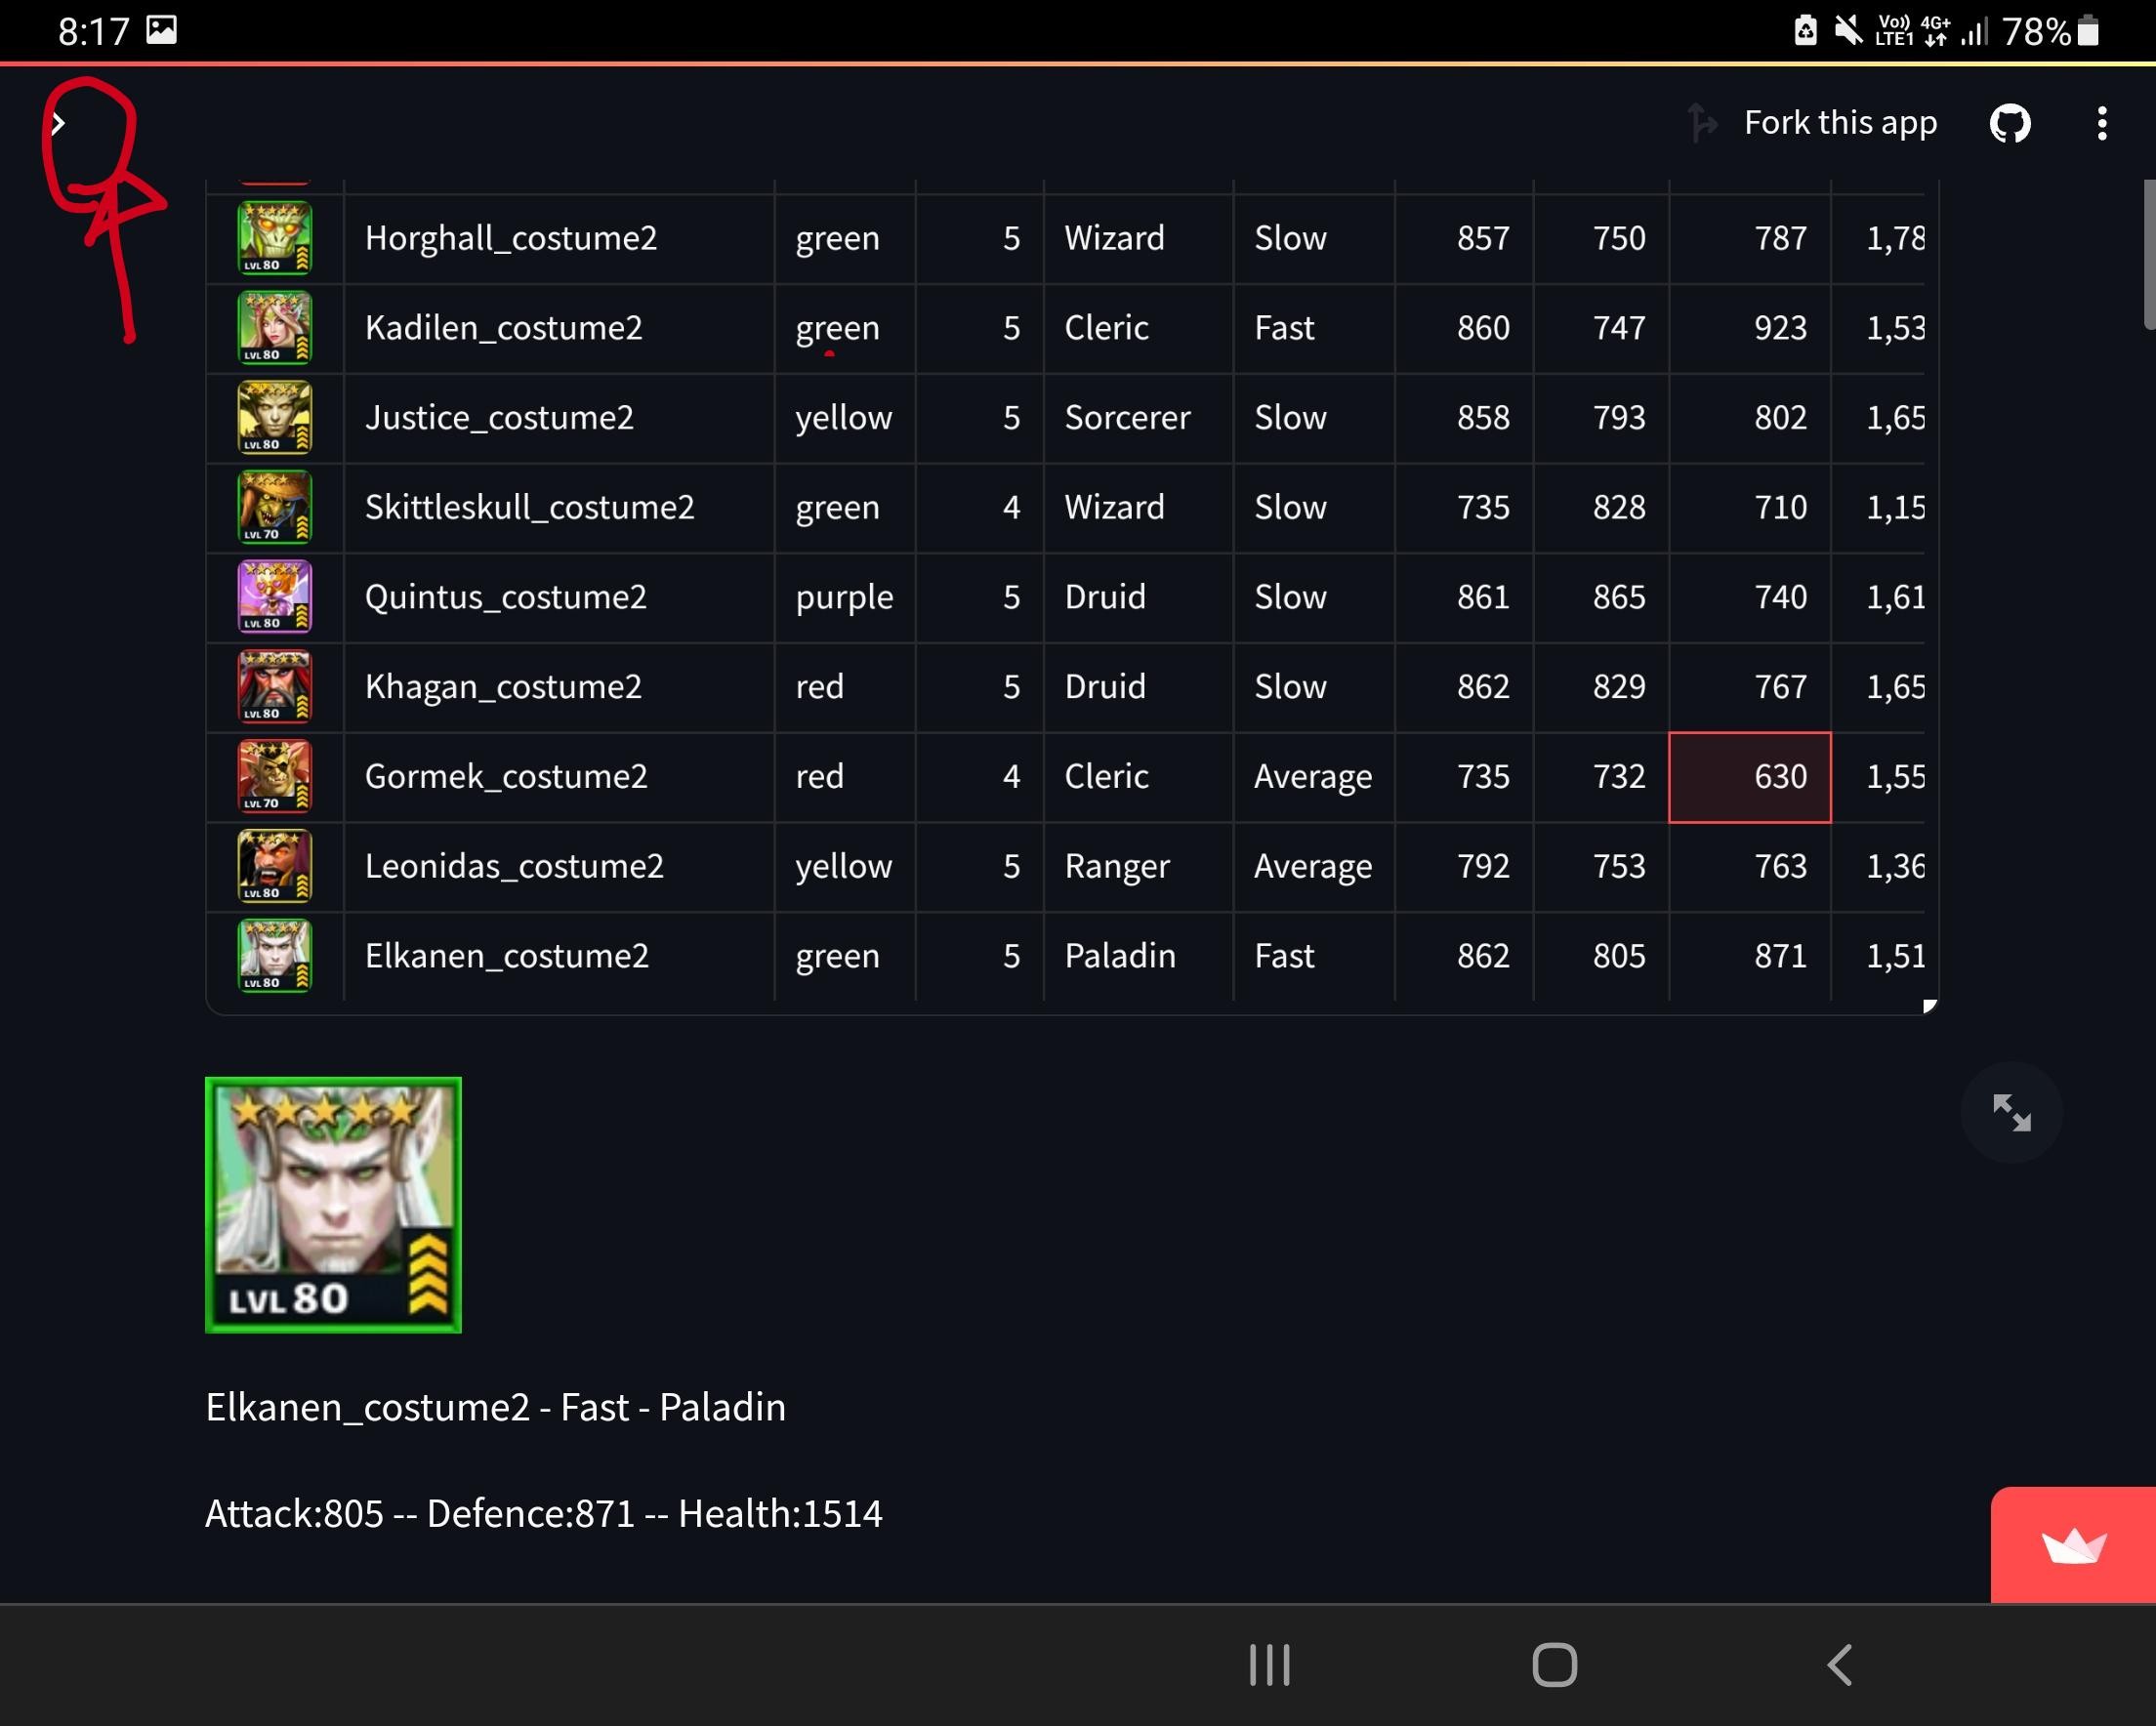 8:17 Vo)) LTE1 4G+ 78%
Fork this app
LVL 80 Horghall_costume2 green 5 Wizard Slow 857 750 787 1,78
LVL 80 Kadilen_costume2 green 5 Cleric Fast 860 747 923 1,53
LVL 80 Justice_costume2 yellow 5 Sorcerer Slow 858 793 802 1,65
LVL 70 Skittleskull_costume2 green 4 Wizard Slow 735 828 710 1,15
LVL 80 Quintus_costume2 purple 5 Druid Slow 861 865 740 1,61
LVL 80 Khagan_costume2 red 5 Druid Slow 862 829 767 1,65
LVL 70 Gormek_costume2 red 4 Cleric Average 735 732 630 1,55
LVL 80 Leonidas_costume2 yellow 5 Ranger Average 792 753 763 1,36
LVL 80 Elkanen_costume2 green 5 Paladin Fast 862 805 871 1,51
LVL 80
Elkanen_costume2 - Fast - Paladin
Attack:805 -- Defence:871 -- Health:1514